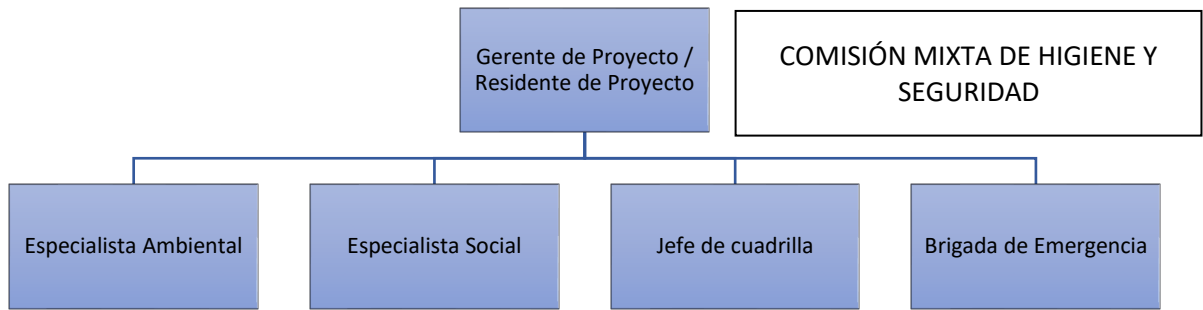 Gerente de Proyecto /
Residente de Proyecto
COMISIÓN MIXTA DE HIGIENE Y
SEGURIDAD
Especialista Ambiental
Especialista Social
Jefe de cuadrilla
Brigada de Emergencia